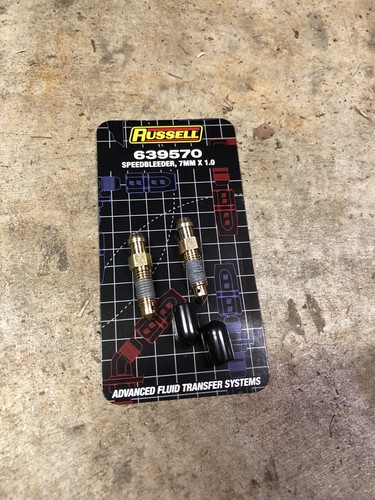 RUSSELL
639570
SPEEDBLEEDER, 7MM X 1.0
ADVANCED FLUID TRANSFER SYSTEMS